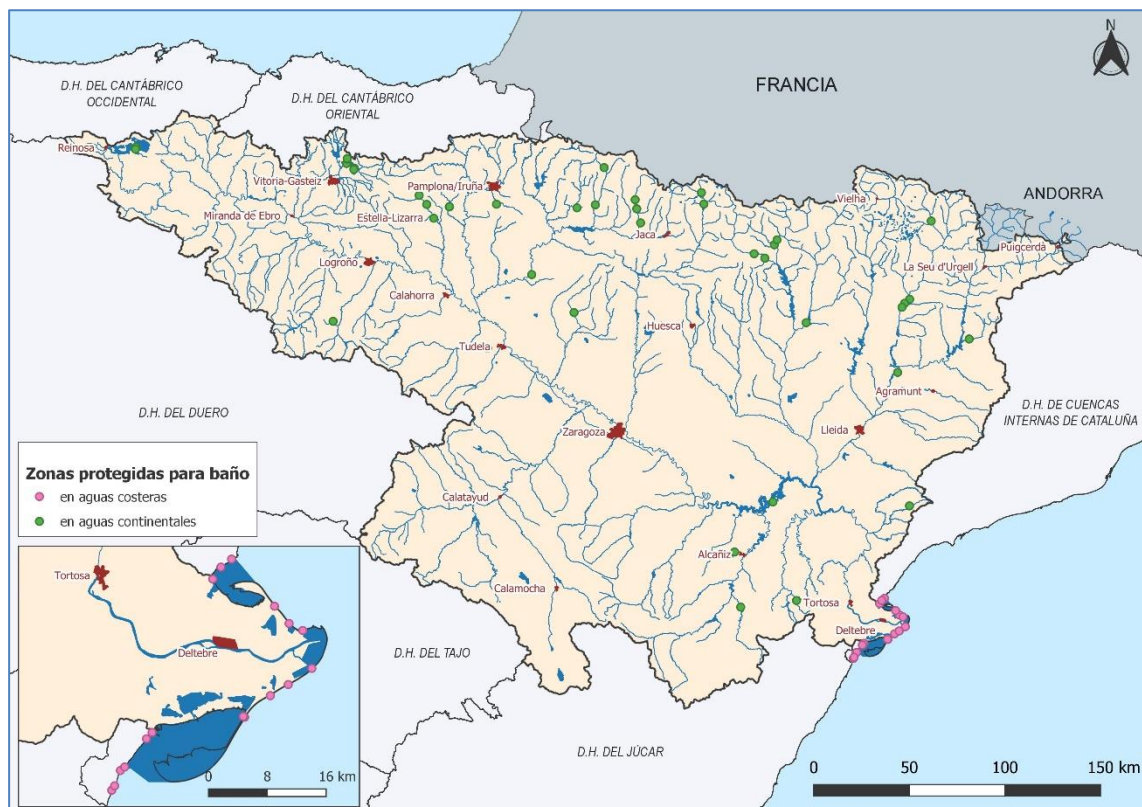 N
FRANCIA
D.H. DEL CANTÁBRICO
OCCIDENTAL
D.H. DEL CANTÁBRICO
ORIENTAL
Reinosa
Vitoria-Gasteiz
Pamplona/Iruña
Vielha
ANDORRA
Miranda de Ebro
Estella-Lizarra
Jaca
Puigcerdà
Logroño
La Seu d'Urgell
Calahorra
Huesca
Tudela
Agramunt
D.H. DEL DUERO
D.H. DE CUENCAS
INTERNAS DE CATALUÑA
Zaragoza
Lleida
Zonas protegidas para baño
en aguas costeras
en aguas continentales
Calatayud
Alcañiz
Calamocha
Tortosa
Deltebre
Tortosa
Deltebre
D.H. DEL TAJO
D.H. DEL JÚCAR
0 8 16 km
0 50 100 150 km